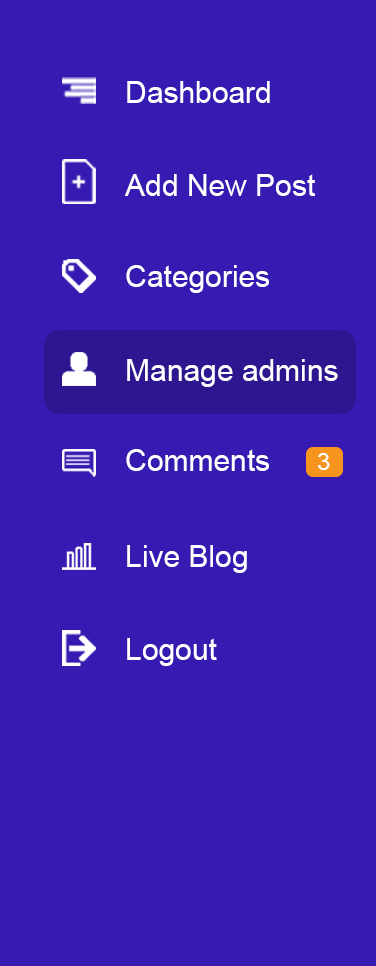 Dashboard
Add New Post
Categories
Manage admins
Comments 3
Live Blog
Logout